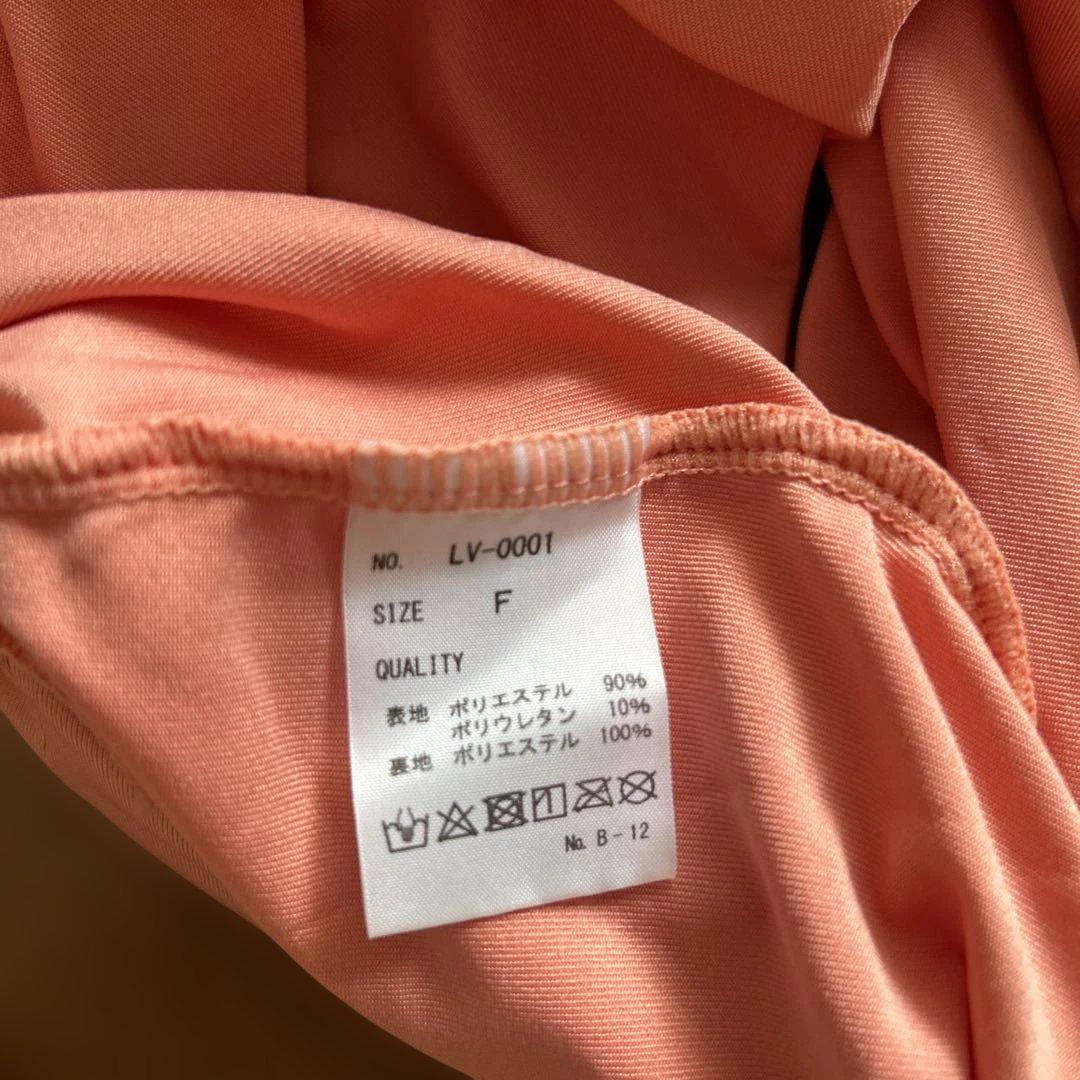 NO. LV-0001
SIZE F
QUALITY
表地 ポリエステル 90%
ポリウレタン 10%
裏地 ポリエステル 100%
No. B-12